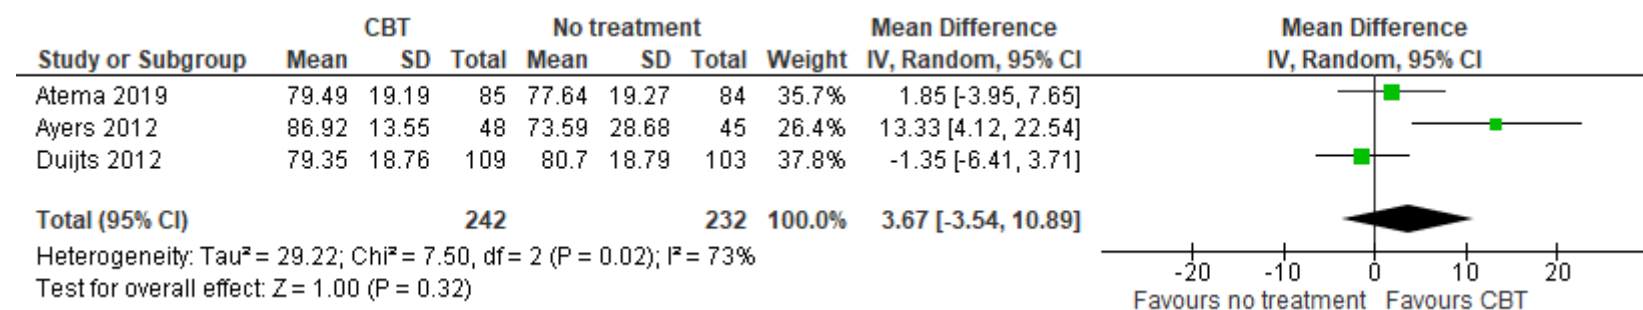 CBT No treatment Mean Difference Mean Difference
Study or Subgroup Mean SD Total Mean SD Total Weight IV, Random, 95% CI IV, Random, 95% CI
Atema 2019 79.49 19.19 85 77.64 19.27 84 35.7% 1.85 [-3.95, 7.65]
Ayers 2012 86.92 13.55 48 73.59 28.68 45 26.4% 13.33 [4.12, 22.54]
Duijts 2012 79.35 18.76 109 80.7 18.79 103 37.8% -1.35 [-6.41, 3.71]
Total (95% CI) 242 232 100.0% 3.67 [-3.54, 10.89]
Heterogeneity: Tau² = 29.22; Chi² = 7.50, df = 2 (P = 0.02); I² = 73%
Test for overall effect: Z = 1.00 (P = 0.32)
-20 -10 0 10 20
Favours no treatment Favours CBT